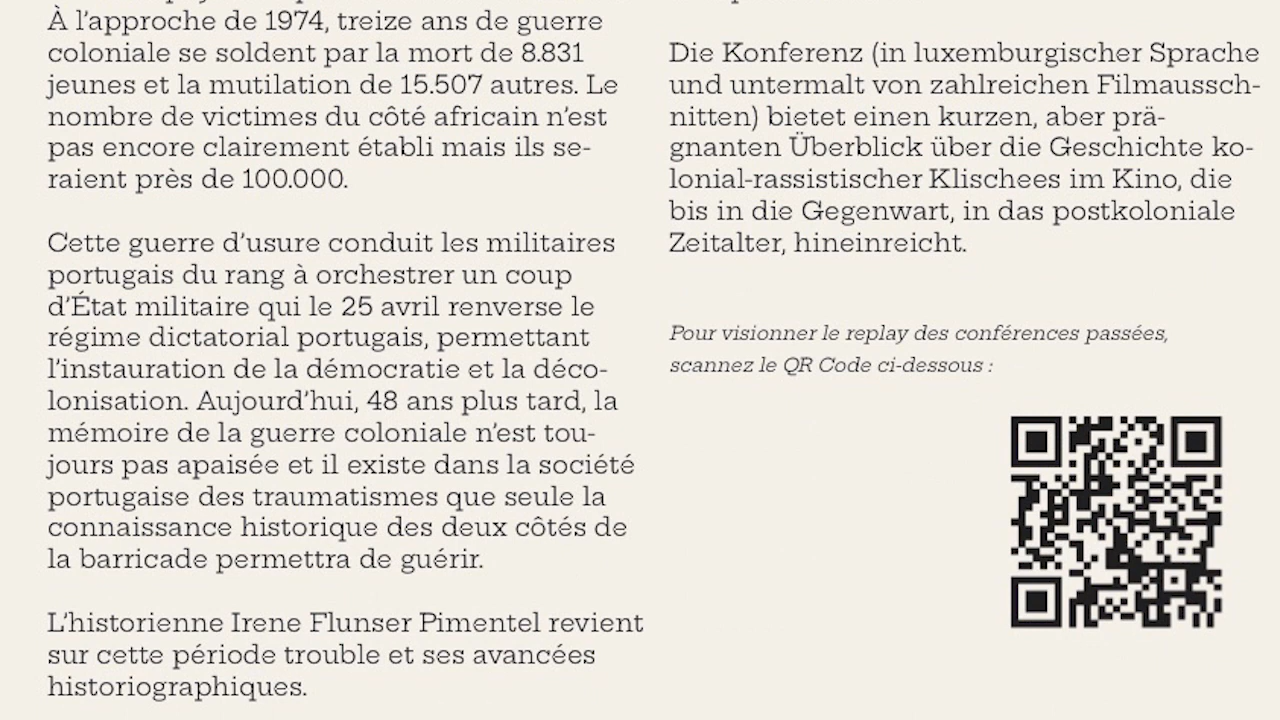 À l’approche de 1974, treize ans de guerre
coloniale se soldent par la mort de 8.831
jeunes et la mutilation de 15.507 autres. Le
nombre de victimes du côté africain n’est
pas encore clairement établi mais ils se-
raient près de 100.000.
Cette guerre d’usure conduit les militaires
portugais du rang à orchestrer un coup
d’État militaire qui le 25 avril renverse le
régime dictatorial portugais, permettant
l’instauration de la démocratie et la déco-
lonisation. Aujourd’hui, 48 ans plus tard, la
mémoire de la guerre coloniale n’est tou-
jours pas apaisée et il existe dans la société
portugaise des traumatismes que seule la
connaissance historique des deux côtés de
la barricade permettra de guérir.
L’historienne Irene Flunser Pimentel revient
sur cette période trouble et ses avancées
historiographiques.
Die Konferenz (in luxemburgischer Sprache
und untermalt von zahlreichen Filmaussch-
nitten) bietet einen kurzen, aber prä-
gnanten Überblick über die Geschichte ko-
lonial-rassistischer Klischees im Kino, die
bis in die Gegenwart, in das postkoloniale
Zeitalter, hineinreicht.
Pour visionner le replay des conférences passées,
scannez le QR Code ci-dessous :